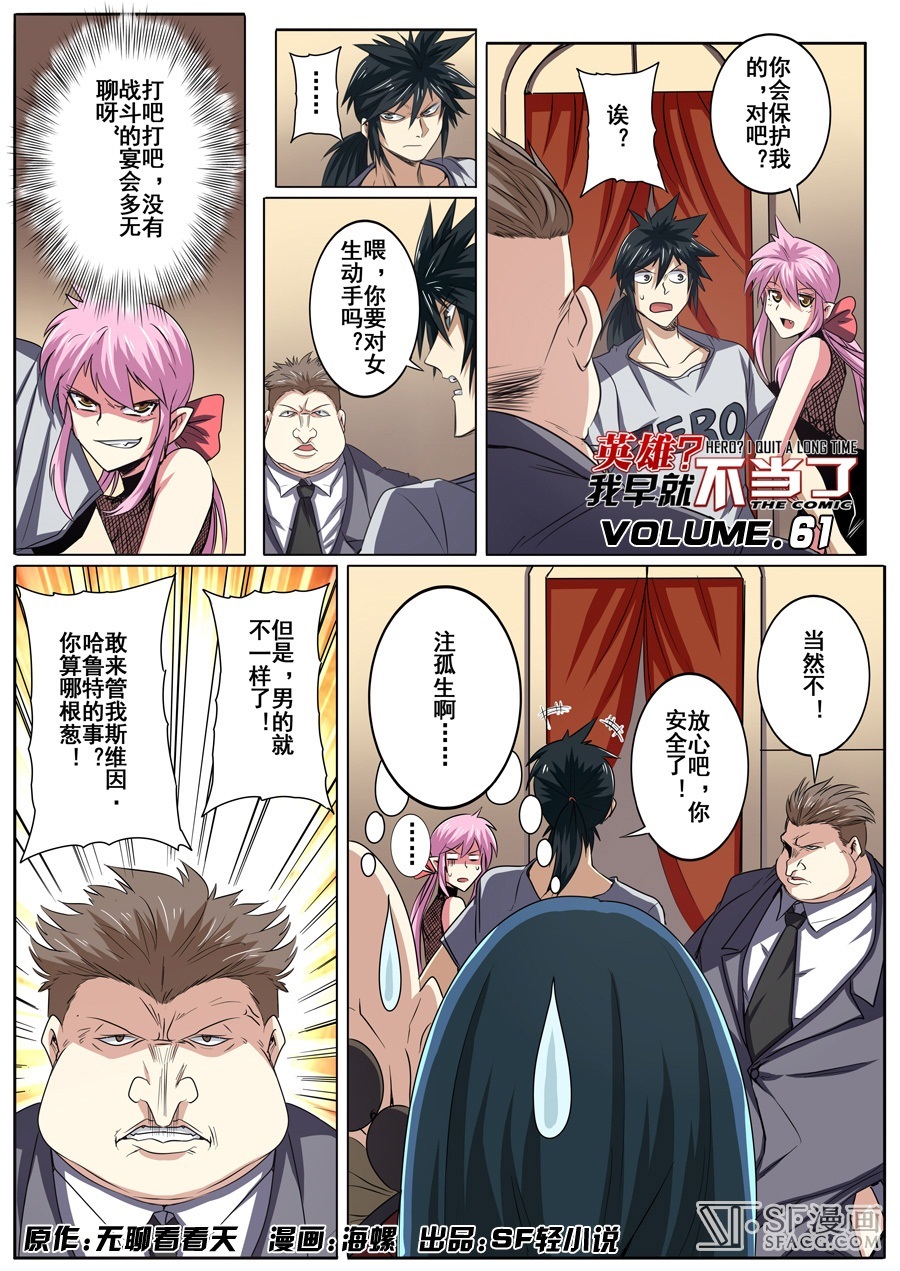 你会保护我
的，对吧？
诶？
……
喂，你要对女
生动手吗？
打吧打吧，没有
战斗的宴会多无
聊呀，
HERO
英雄？
HERO? I QUIT A LONG TIME
我早就
不当了
THE COMIC
VOLUME.61
当然不！
放心吧，你
安全了！
注孤生啊……
……
但是，男的就
不一样了！
敢来管我斯维因·
哈鲁特的事？
你算哪根葱！
原作：无聊看看天 漫画：海螺 出品：SF轻小说
SF漫画
SFACG.COM